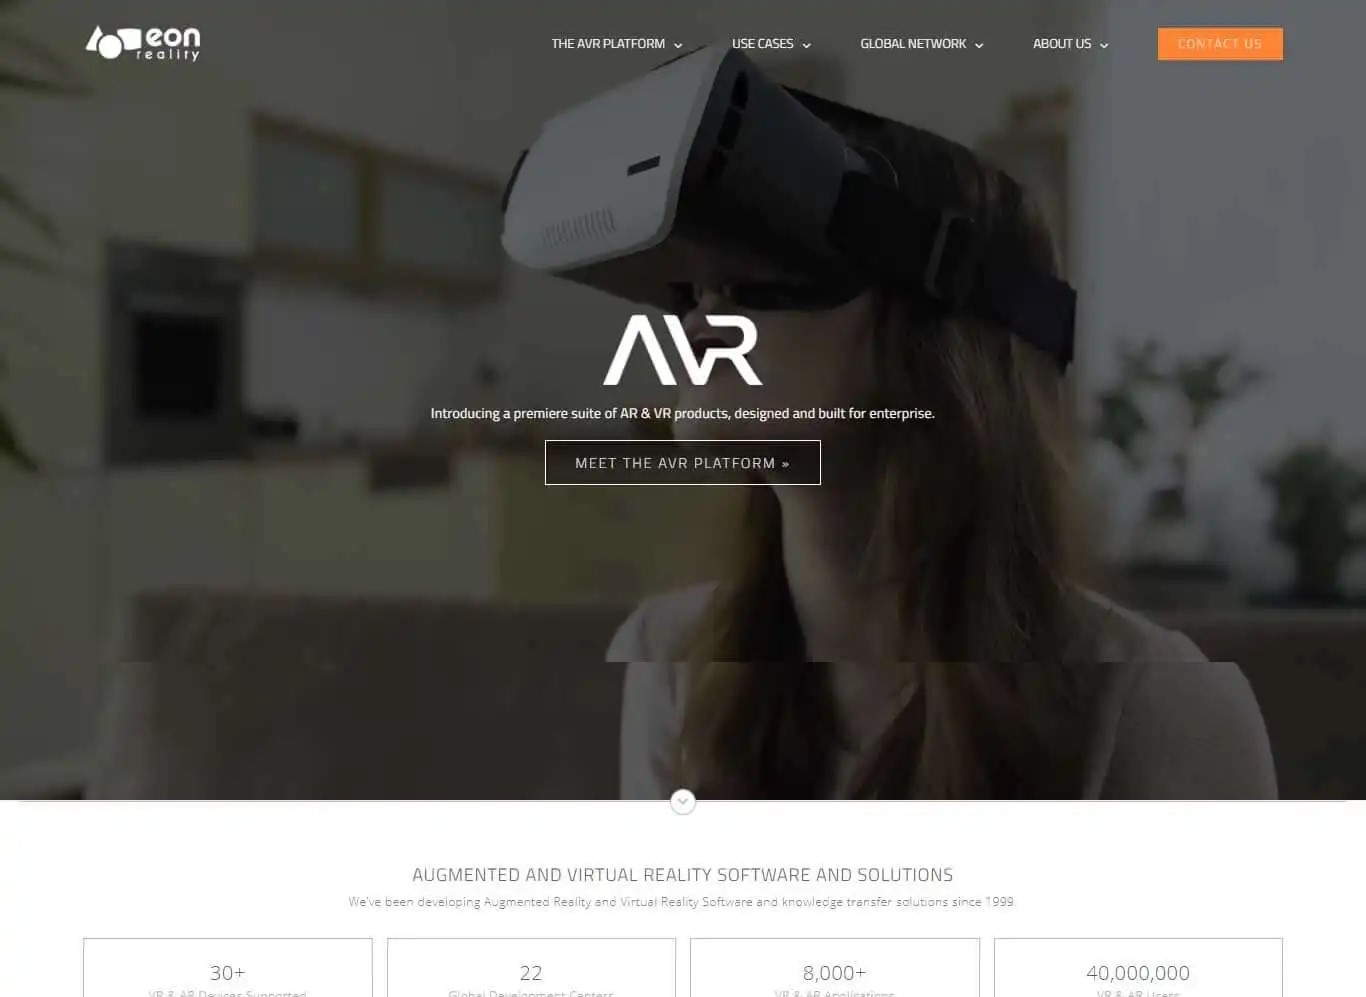 eon
reality
THE AVR PLATFORM
USE CASES
GLOBAL NETWORK
ABOUT US
CONTACT US
AVR
Introducing a premiere suite of AR & VR products, designed and built for enterprise.
MEET THE AVR PLATFORM »
AUGMENTED AND VIRTUAL REALITY SOFTWARE AND SOLUTIONS
We've been developing Augmented Reality and Virtual Reality Software and knowledge transfer solutions since 1999.
30+
VR & AR Devices Supported
22
Global Development Centers
8,000+
VR & AR Applications
40,000,000
VR & AR Users